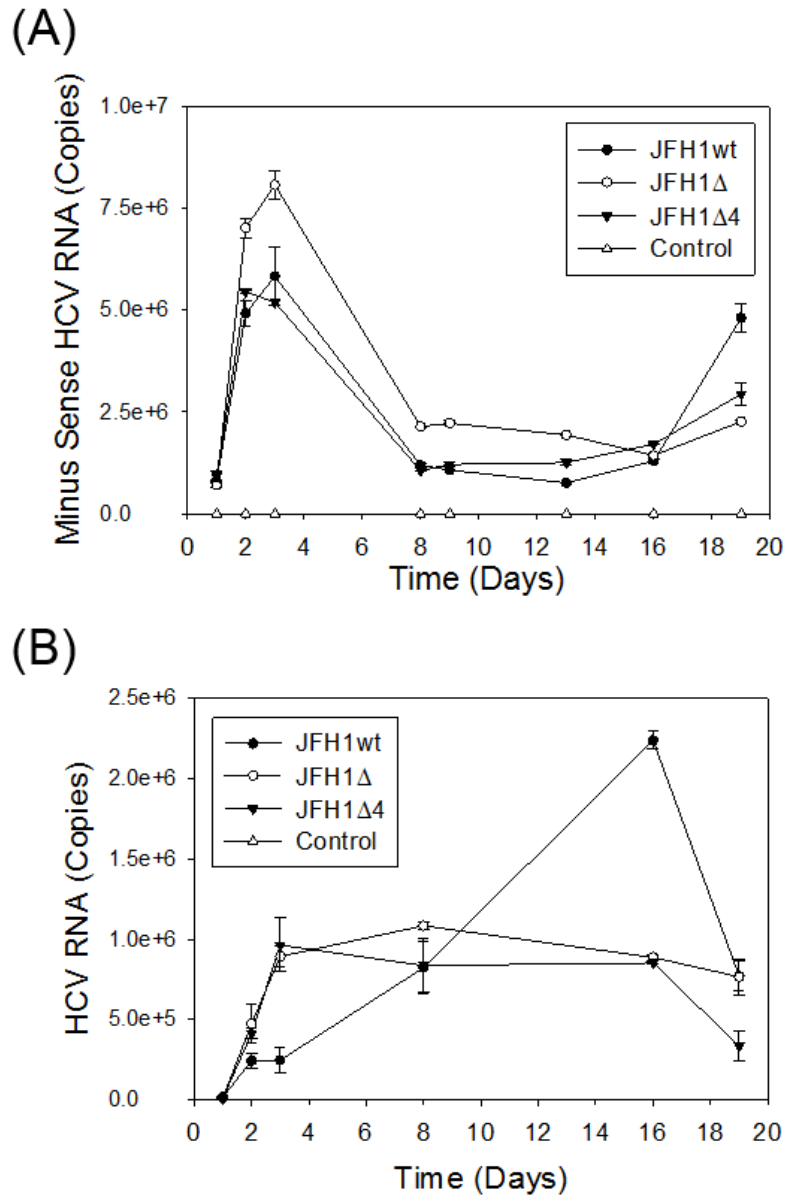 (A)
Minus Sense HCV RNA (Copies)
1.0e+7
7.5e+6
5.0e+6
2.5e+6
0.0
JFH1wt
JFH1Δ
JFH1Δ4
Control
0 2 4 6 8 10 12 14 16 18 20
Time (Days)
(B)
HCV RNA (Copies)
2.5e+6
2.0e+6
1.5e+6
1.0e+6
5.0e+5
0.0
JFH1wt
JFH1Δ
JFH1Δ4
Control
0 2 4 6 8 10 12 14 16 18 20
Time (Days)